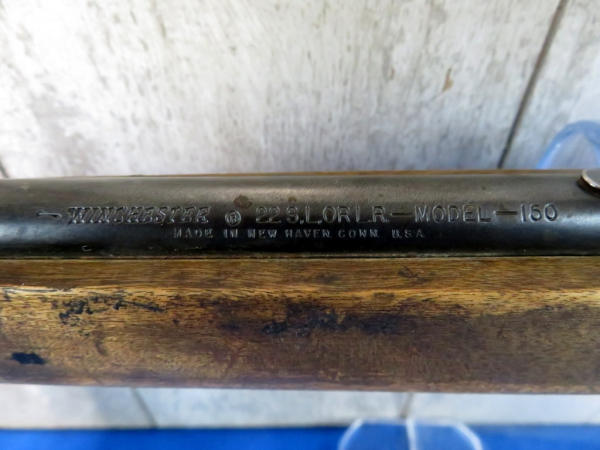 —WINCHESTER ® 22 S.L.OR L.R.—MODEL—150
MADE IN NEW HAVEN. CONN. U.S.A.